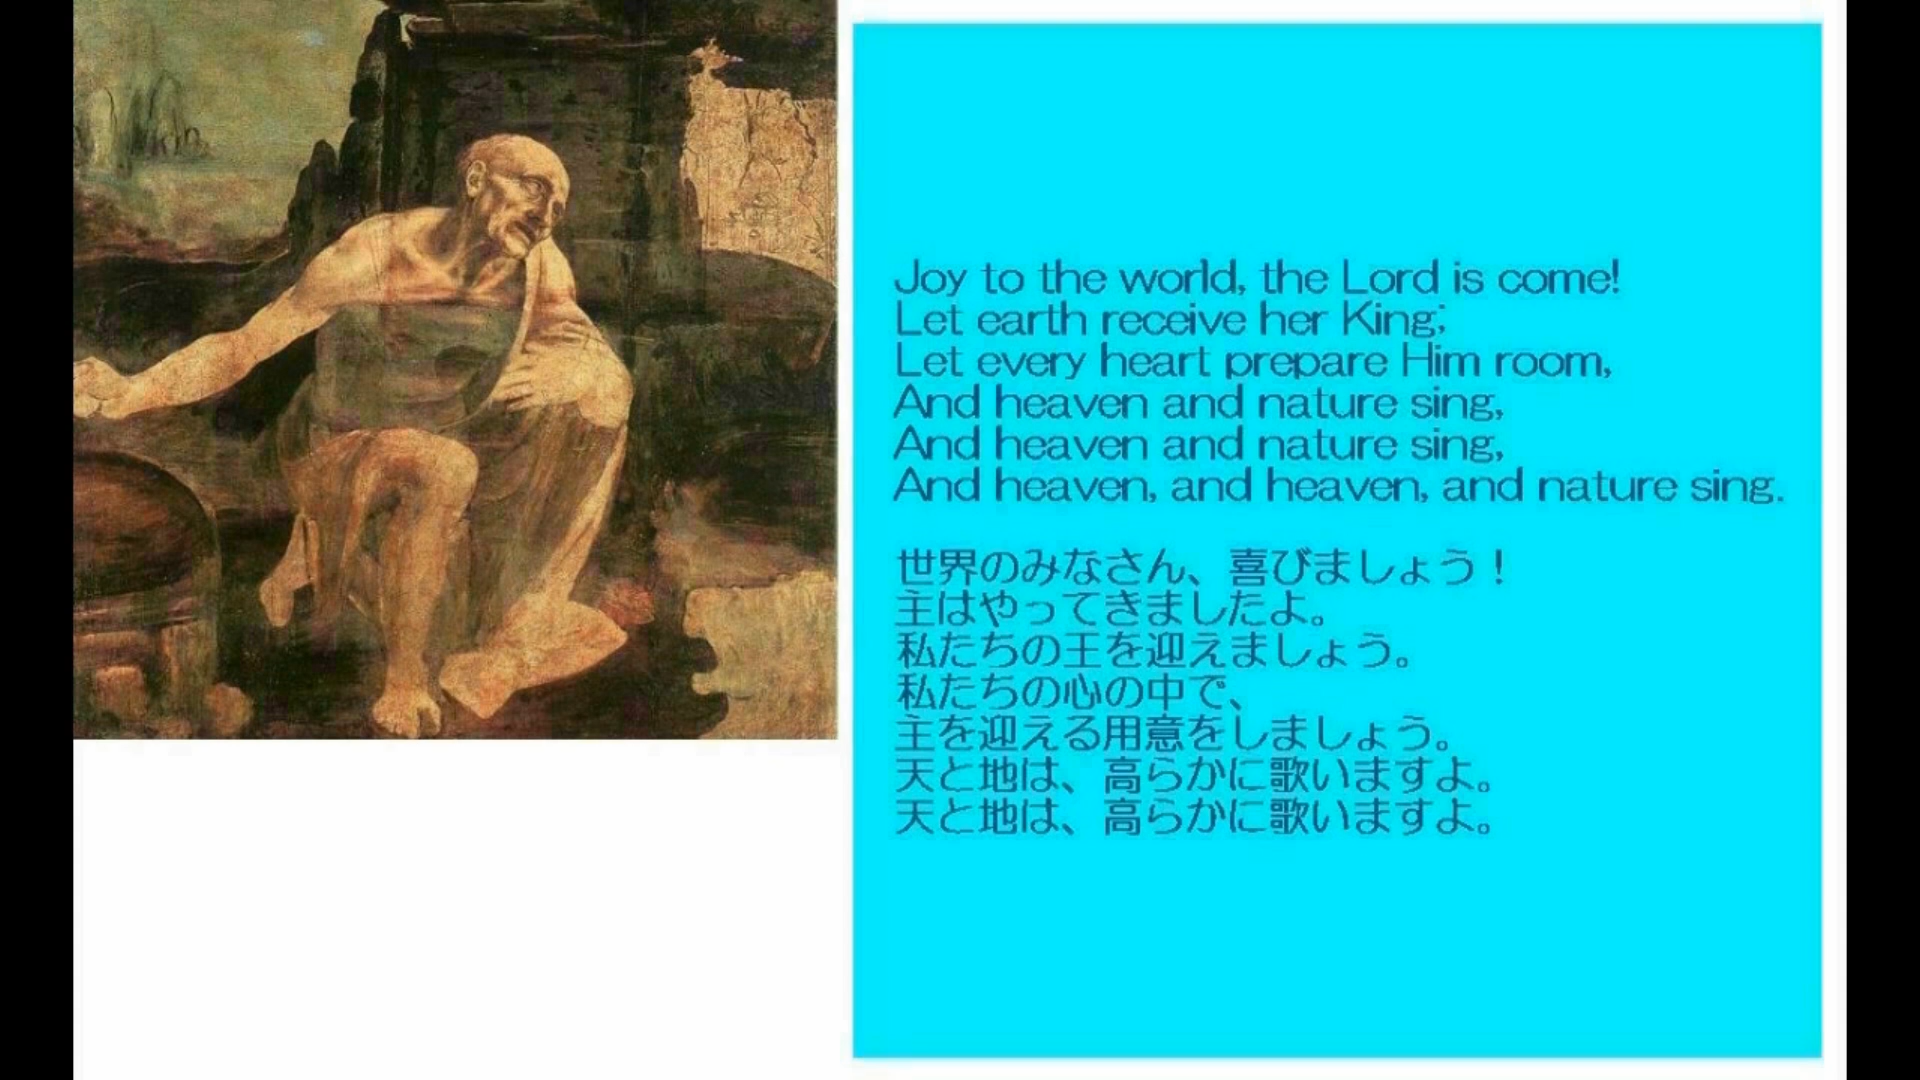 Joy to the world, the Lord is come!
Let earth receive her King;
Let every heart prepare Him room,
And heaven and nature sing,
And heaven and nature sing,
And heaven, and heaven, and nature sing.
世界のみなさん、喜びましょう！
主はやってきましたよ。
私たちの王を迎えましょう。
私たちの心の中で、
主を迎える用意をしましょう。
天と地は、高らかに歌いますよ。
天と地は、高らかに歌いますよ。